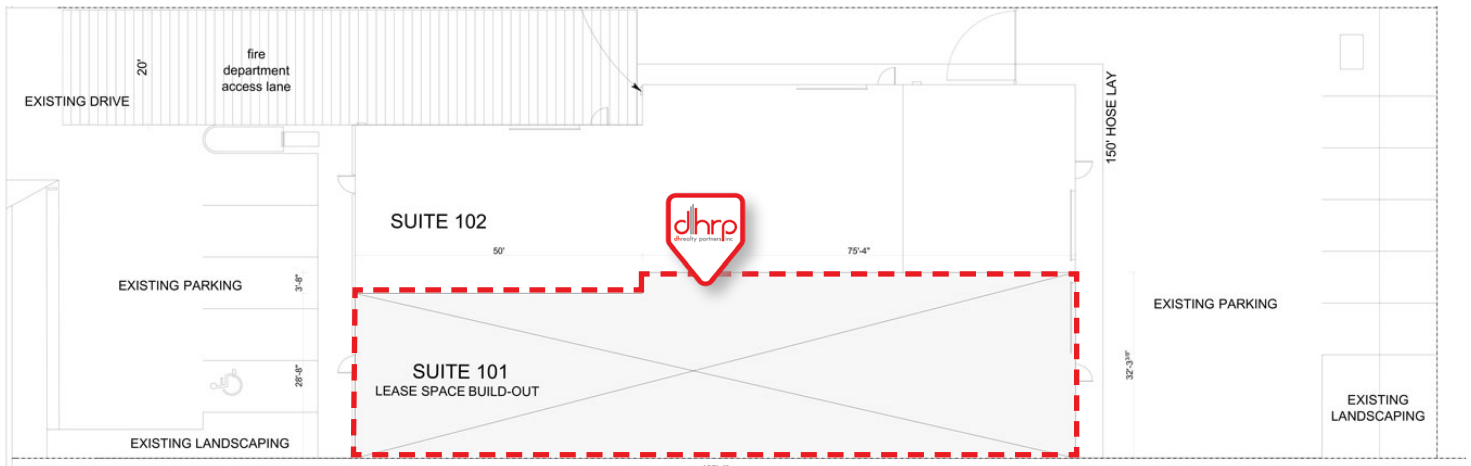 fire
department
access lane
20'
EXISTING DRIVE
150' HOSE LAY
SUITE 102
dhrp
dhrealty partners, inc
50'
75'-4"
EXISTING PARKING
3'-8"
EXISTING PARKING
SUITE 101
LEASE SPACE BUILD-OUT
28'-8"
32'-3 3/8"
EXISTING
LANDSCAPING
EXISTING LANDSCAPING